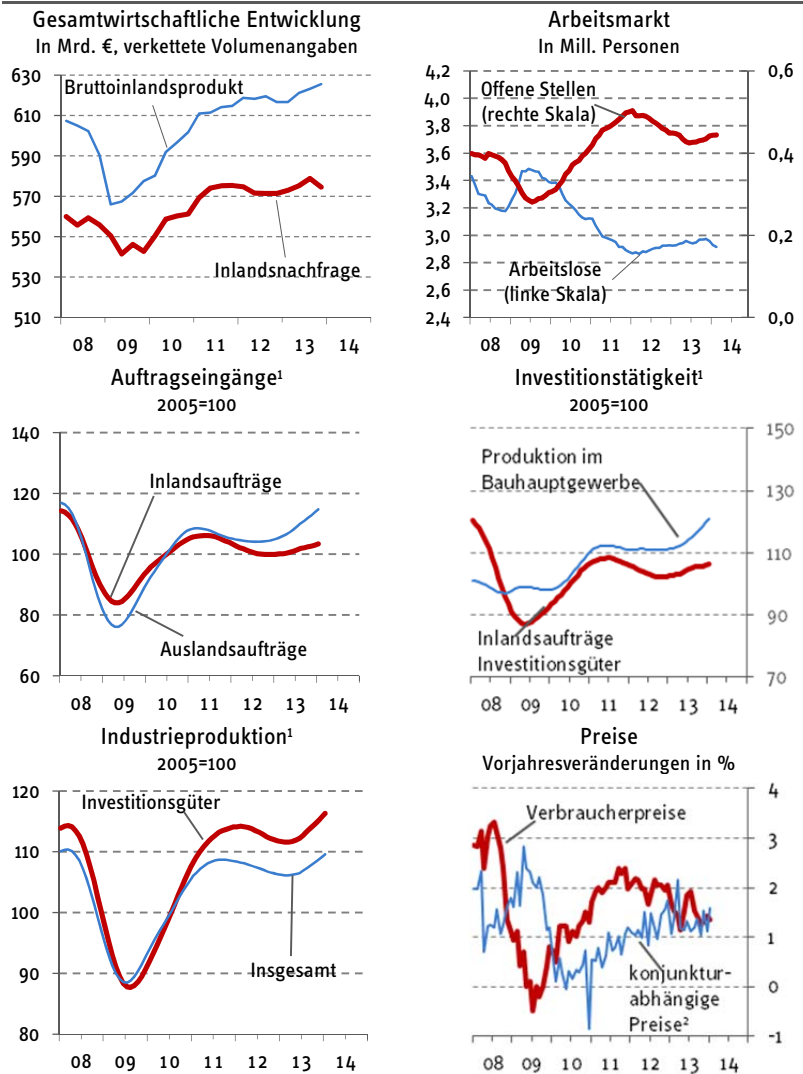 Gesamtwirtschaftliche Entwicklung
In Mrd. €, verkettete Volumenangaben
630
610
590
570
550
530
510
Bruttoinlandsprodukt
Inlandsnachfrage
08 09 10 11 12 13 14
Arbeitsmarkt
In Mill. Personen
4,2
4,0
3,8
3,6
3,4
3,2
3,0
2,8
2,6
2,4
0,6
0,4
0,2
0,0
Offene Stellen
(rechte Skala)
Arbeitslose
(linke Skala)
08 09 10 11 12 13 14
Auftragseingänge¹
2005=100
140
120
100
80
60
Inlandsaufträge
Auslandsaufträge
08 09 10 11 12 13 14
Investitionstätigkeit¹
2005=100
150
130
110
90
70
Produktion im
Bauhauptgewerbe
Inlandsaufträge
Investitionsgüter
08 09 10 11 12 13 14
Industrieproduktion¹
2005=100
120
110
100
90
80
Investitionsgüter
Insgesamt
08 09 10 11 12 13 14
Preise
Vorjahresveränderungen in %
4
3
2
1
0
-1
Verbraucherpreise
konjunktur-
abhängige
Preise²
08 09 10 11 12 13 14